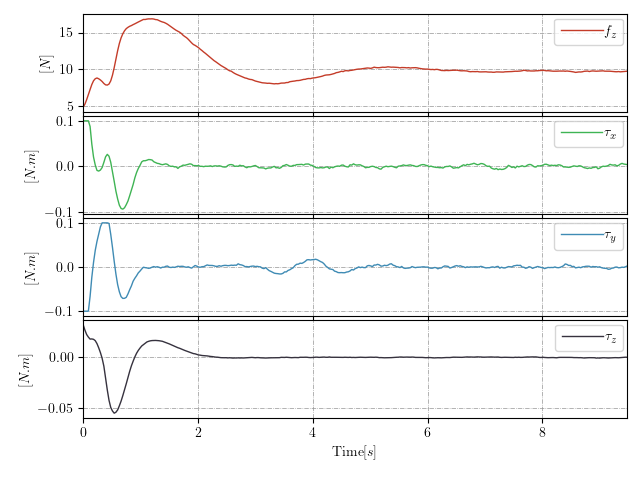 15
10
5
[N]
f_z
0.1
0.0
−0.1
[N.m]
τ_x
0.1
0.0
−0.1
[N.m]
τ_y
0.00
−0.05
[N.m]
τ_z
0 2 4 6 8
Time[s]